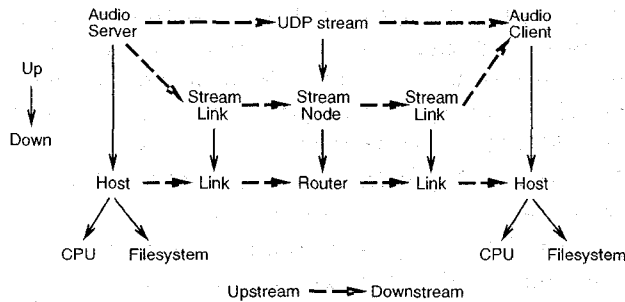 Audio
Server
UDP stream
Audio
Client
Up
Down
Stream
Link
Stream
Node
Stream
Link
Host
Link
Router
Link
Host
CPU
Filesystem
CPU
Filesystem
Upstream
Downstream